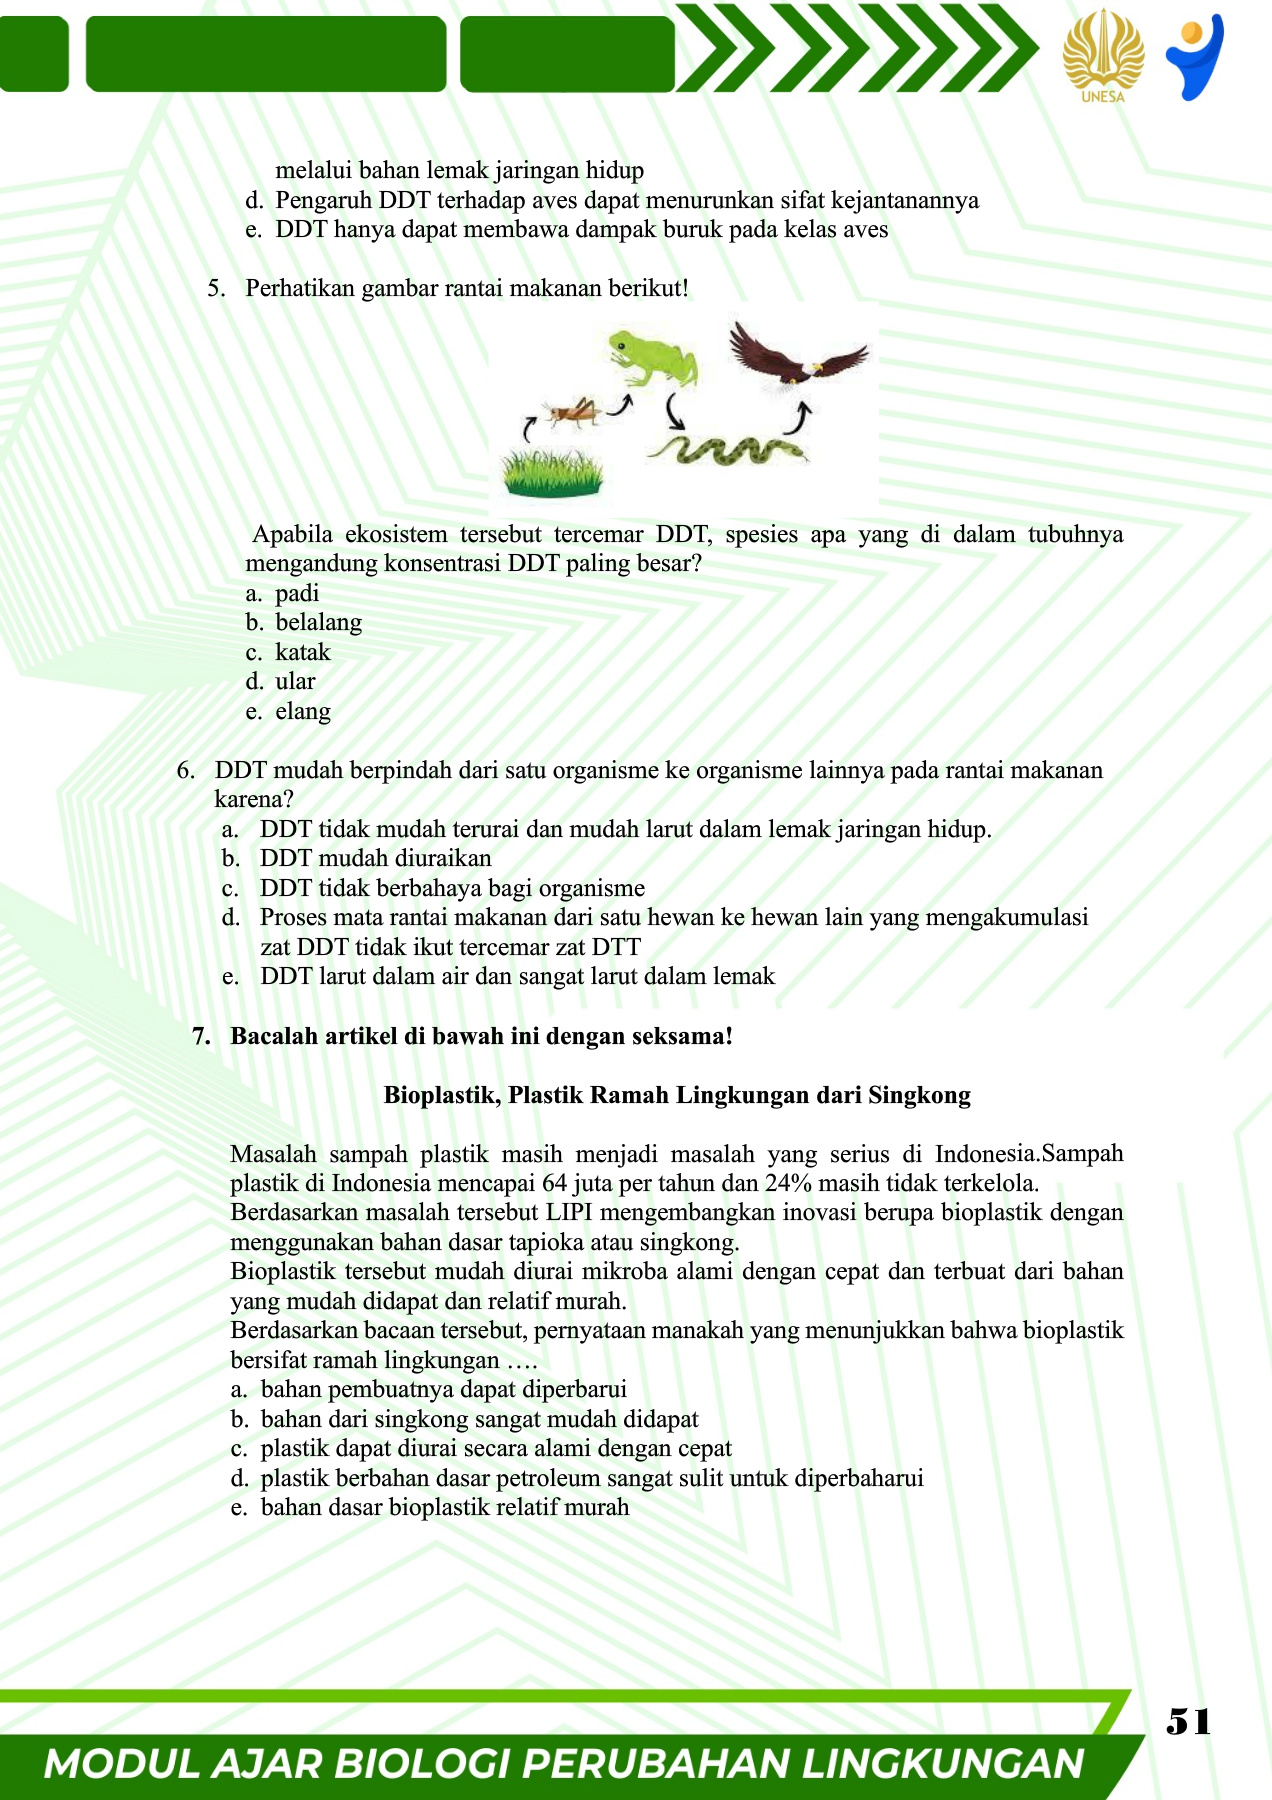 UNESA
melalui bahan lemak jaringan hidup
d. Pengaruh DDT terhadap aves dapat menurunkan sifat kejantanannya
e. DDT hanya dapat membawa dampak buruk pada kelas aves
5. Perhatikan gambar rantai makanan berikut!
Apabila ekosistem tersebut tercemar DDT, spesies apa yang di dalam tubuhnya
mengandung konsentrasi DDT paling besar?
a. padi
b. belalang
c. katak
d. ular
e. elang
6. DDT mudah berpindah dari satu organisme ke organisme lainnya pada rantai makanan
karena?
a. DDT tidak mudah terurai dan mudah larut dalam lemak jaringan hidup.
b. DDT mudah diuraikan
c. DDT tidak berbahaya bagi organisme
d. Proses mata rantai makanan dari satu hewan ke hewan lain yang mengakumulasi
zat DDT tidak ikut tercemar zat DTT
e. DDT larut dalam air dan sangat larut dalam lemak
7. Bacalah artikel di bawah ini dengan seksama!
Bioplastik, Plastik Ramah Lingkungan dari Singkong
Masalah sampah plastik masih menjadi masalah yang serius di Indonesia.Sampah
plastik di Indonesia mencapai 64 juta per tahun dan 24% masih tidak terkelola.
Berdasarkan masalah tersebut LIPI mengembangkan inovasi berupa bioplastik dengan
menggunakan bahan dasar tapioka atau singkong.
Bioplastik tersebut mudah diurai mikroba alami dengan cepat dan terbuat dari bahan
yang mudah didapat dan relatif murah.
Berdasarkan bacaan tersebut, pernyataan manakah yang menunjukkan bahwa bioplastik
bersifat ramah lingkungan ….
a. bahan pembuatnya dapat diperbarui
b. bahan dari singkong sangat mudah didapat
c. plastik dapat diurai secara alami dengan cepat
d. plastik berbahan dasar petroleum sangat sulit untuk diperbaharui
e. bahan dasar bioplastik relatif murah
51
MODUL AJAR BIOLOGI PERUBAHAN LINGKUNGAN